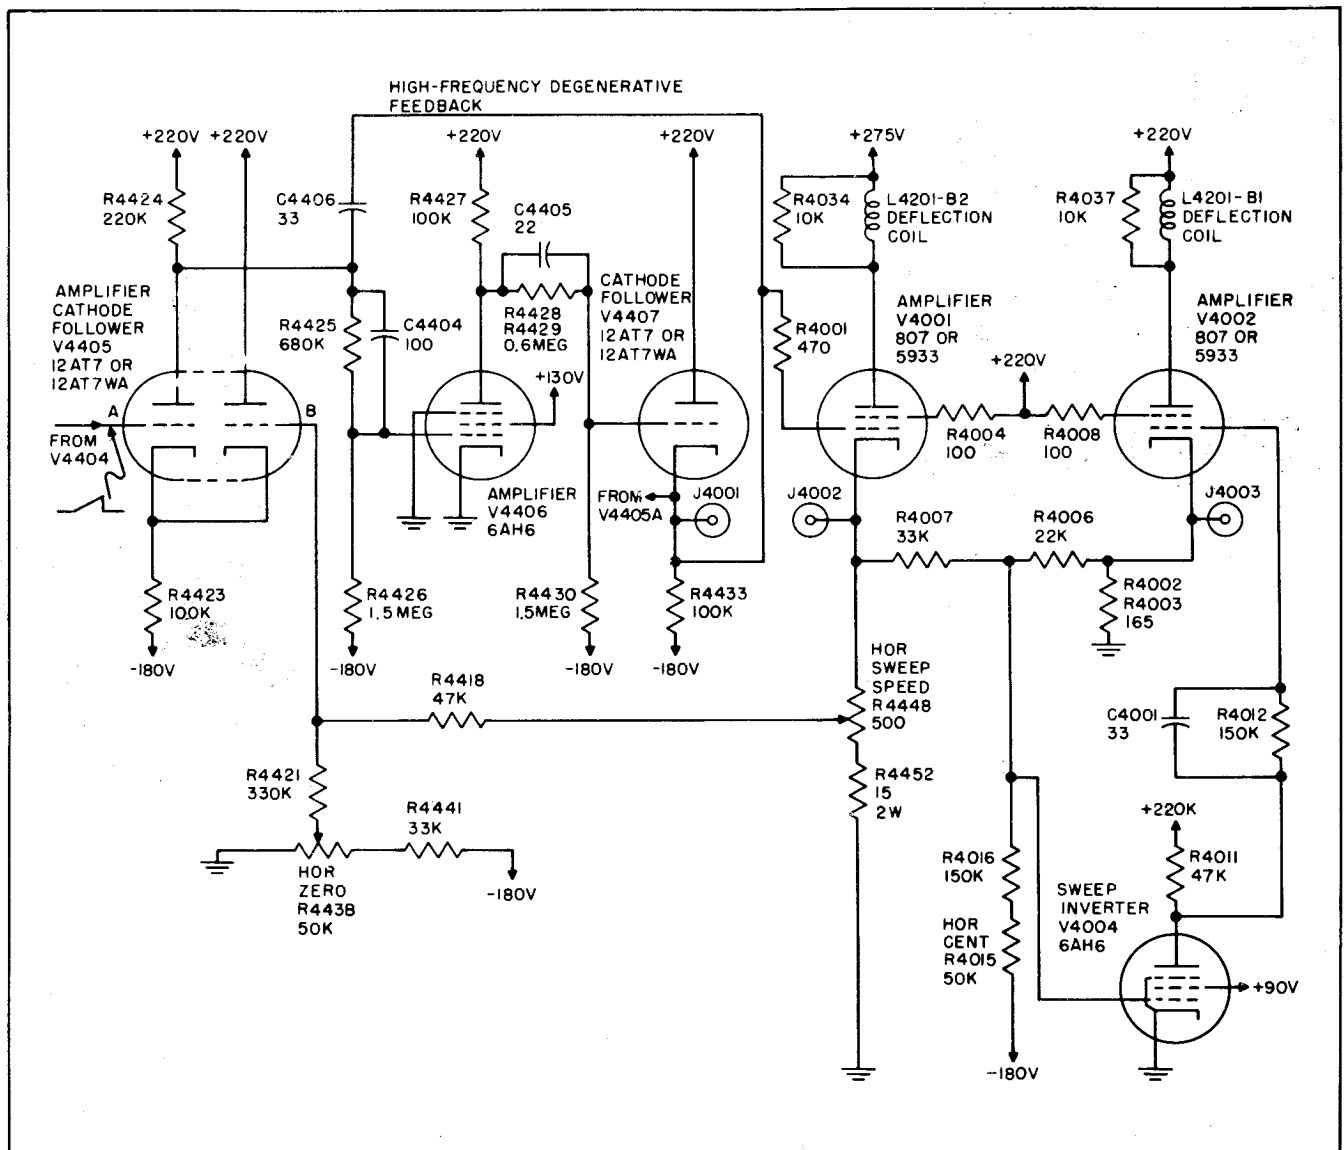 HIGH-FREQUENCY DEGENERATIVE
FEEDBACK
+220V
+220V
+220V
+220V
+275V
+220V
R4424
220K
C4406
33
R4427
100K
C4405
22
R4034
10K
L4201-B2
DEFLECTION
COIL
R4037
10K
L4201-B1
DEFLECTION
COIL
AMPLIFIER
CATHODE
FOLLOWER
V4405
12AT7 OR
12AT7WA
R4425
680K
C4404
100
R4428
R4429
0.6MEG
CATHODE
FOLLOWER
V4407
12AT7 OR
12AT7WA
R4001
470
AMPLIFIER
V4001
807 OR
5933
AMPLIFIER
V4002
807 OR
5933
+220V
+130V
A
B
FROM
V4404
R4004
100
R4008
100
AMPLIFIER
V4406
6AH6
FROM
V4405A
J4001
J4002
J4003
R4007
33K
R4006
22K
R4423
100K
R4426
1.5MEG
R4430
1.5MEG
R4433
100K
R4002
R4003
165
-180V
-180V
-180V
-180V
R4418
47K
HOR
SWEEP
SPEED
R4448
500
C4001
33
R4012
150K
R4421
330K
R4441
33K
R4452
15
2W
+220K
HOR
ZERO
R4438
50K
-180V
R4016
150K
R4011
47K
HOR
CENT
R4015
50K
SWEEP
INVERTER
V4004
6AH6
+90V
-180V